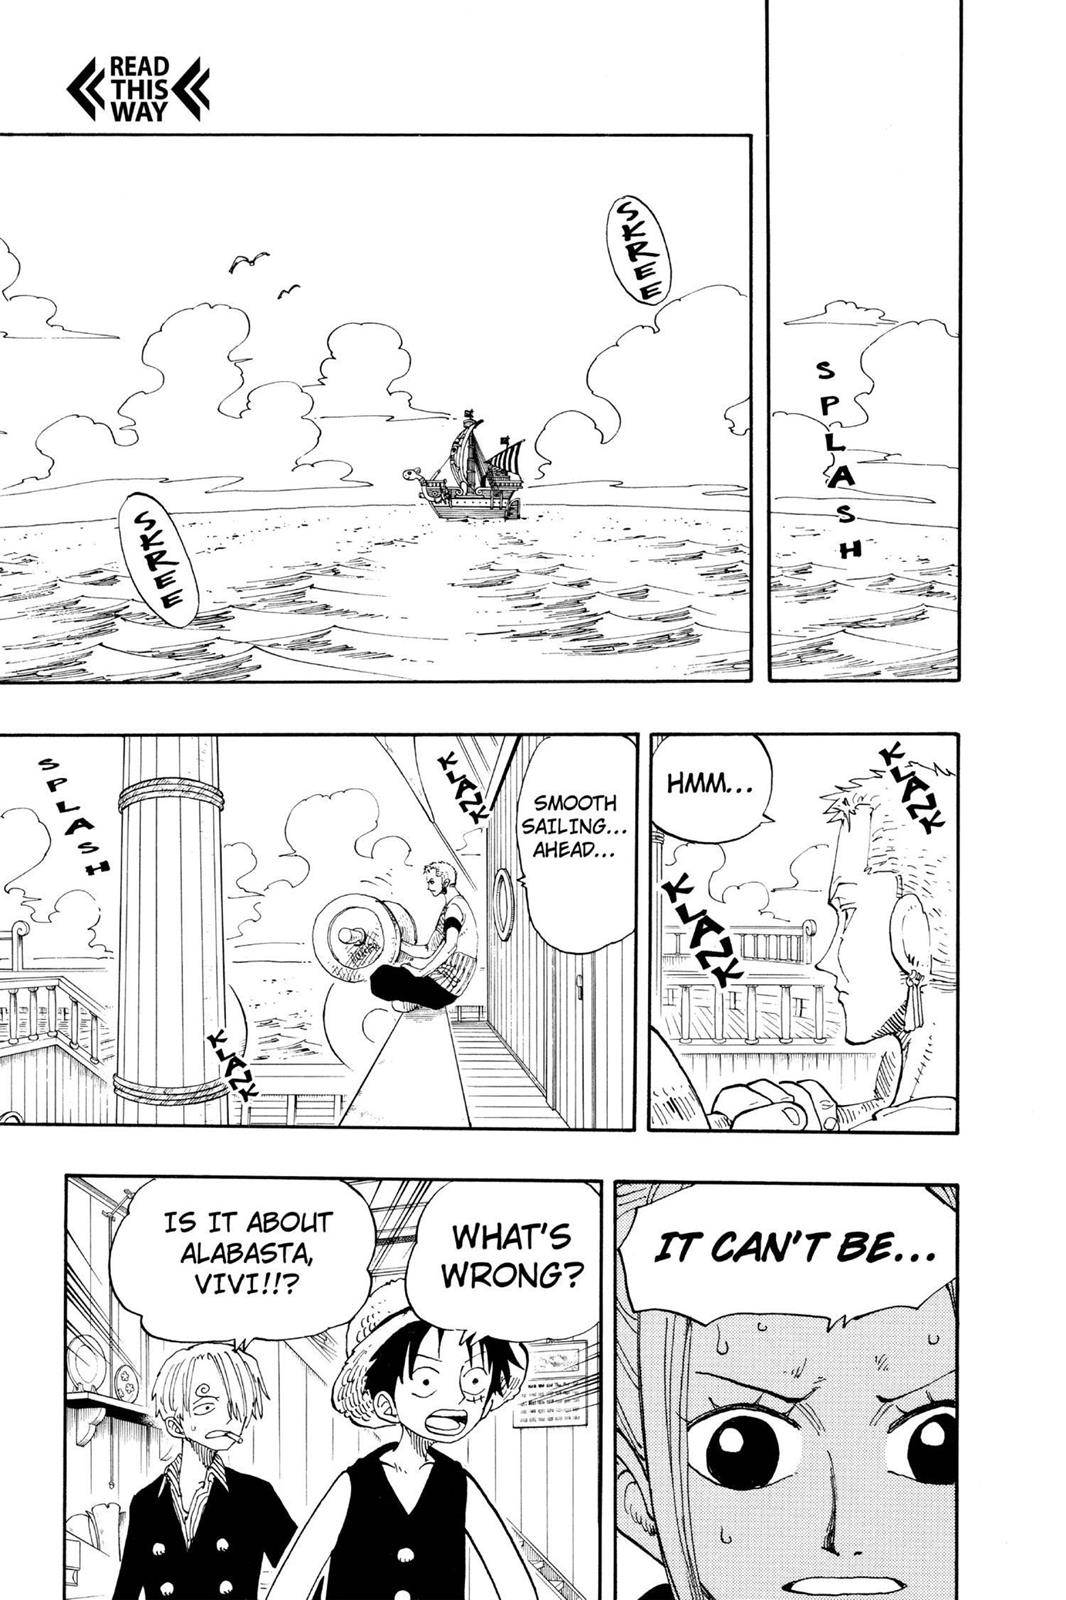 READ
THIS
WAY
SPLASH
SKREE
SKREE
KLANK
HMM...
KLANK
SMOOTH
SAILING...
AHEAD...
KLANK
SPLASH
KLANK
IT CAN'T BE...
WHAT'S
WRONG?
IS IT ABOUT
ALABASTA,
VIVI!!?